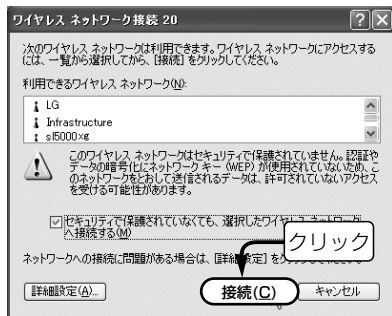 ワイヤレス ネットワーク接続 20
次のワイヤレス ネットワークは利用できます。ワイヤレス ネットワークにアクセスする
には、一覧から選択してから、[接続] をクリックしてください。
利用できるワイヤレス ネットワーク(N):
LG
Infrastructure
sl5000xg
このワイヤレス ネットワークはセキュリティで保護されていません。認証や
データの暗号化にネットワーク キー (WEP) が使用されていないため、こ
のネットワークをとおして送信されるデータは、許可されていないアクセス
を受ける可能性があります。
セキュリティで保護されていなくても、選択したワイヤレス ネットワーク
へ接続する(M)
クリック
ネットワークへの接続に問題がある場合は、[詳細設定] を
詳細設定(A)...
接続(C)
キャンセル